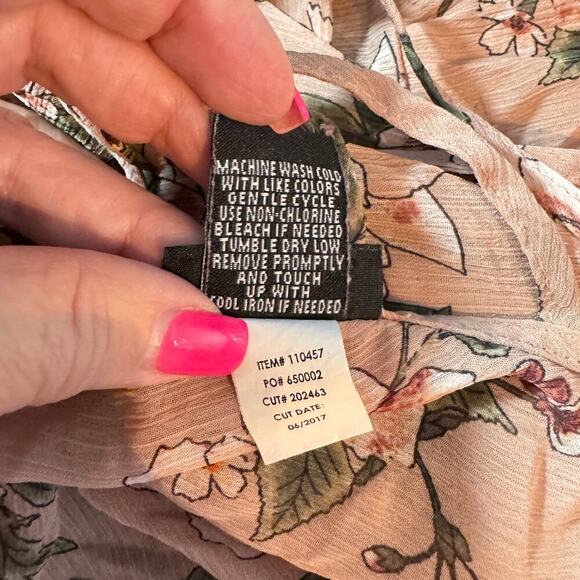 MACHINE WASH COLD
WITH LIKE COLORS
GENTLE CYCLE
USE NON-CHLORINE
BLEACH IF NEEDED
TUMBLE DRY LOW
REMOVE PROMPTLY
AND TOUCH
UP WITH
COOL IRON IF NEEDED
ITEM# 110457
PO# 650002
CUT# 202463
CUT DATE:
06/2017